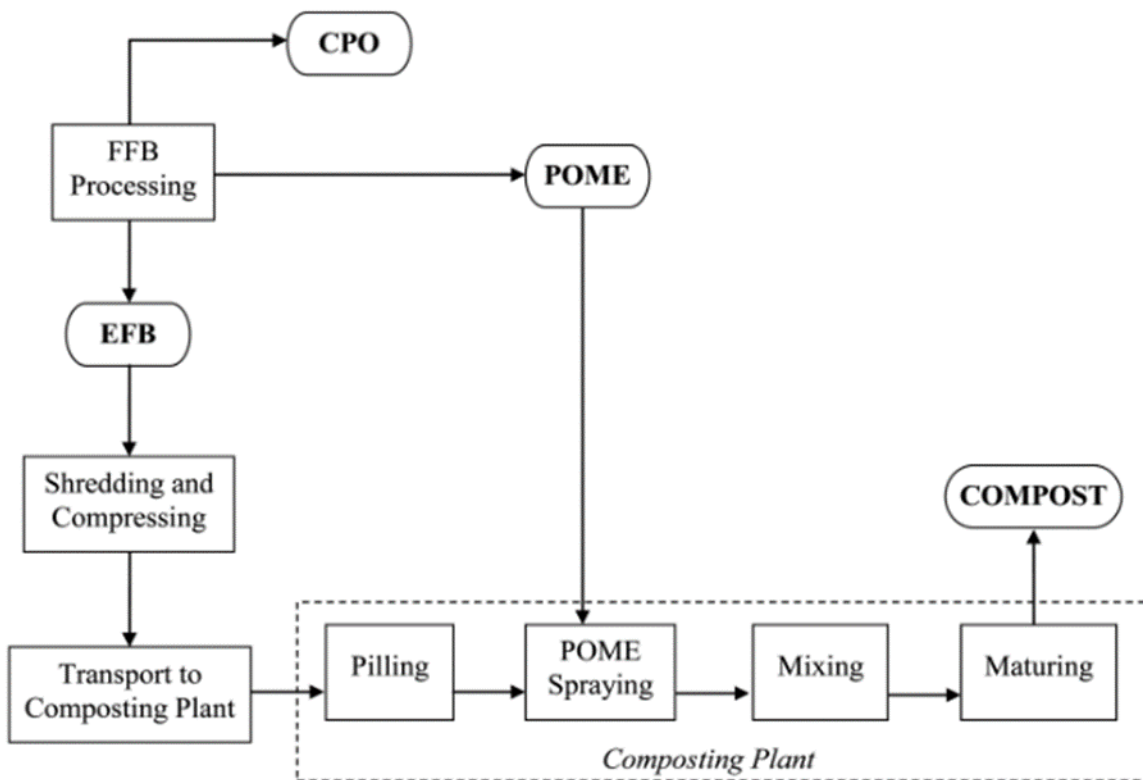 CPO
FFB
Processing
POME
EFB
Shredding and
Compressing
COMPOST
Transport to
Composting Plant
Pilling
POME
Spraying
Mixing
Maturing
Composting Plant